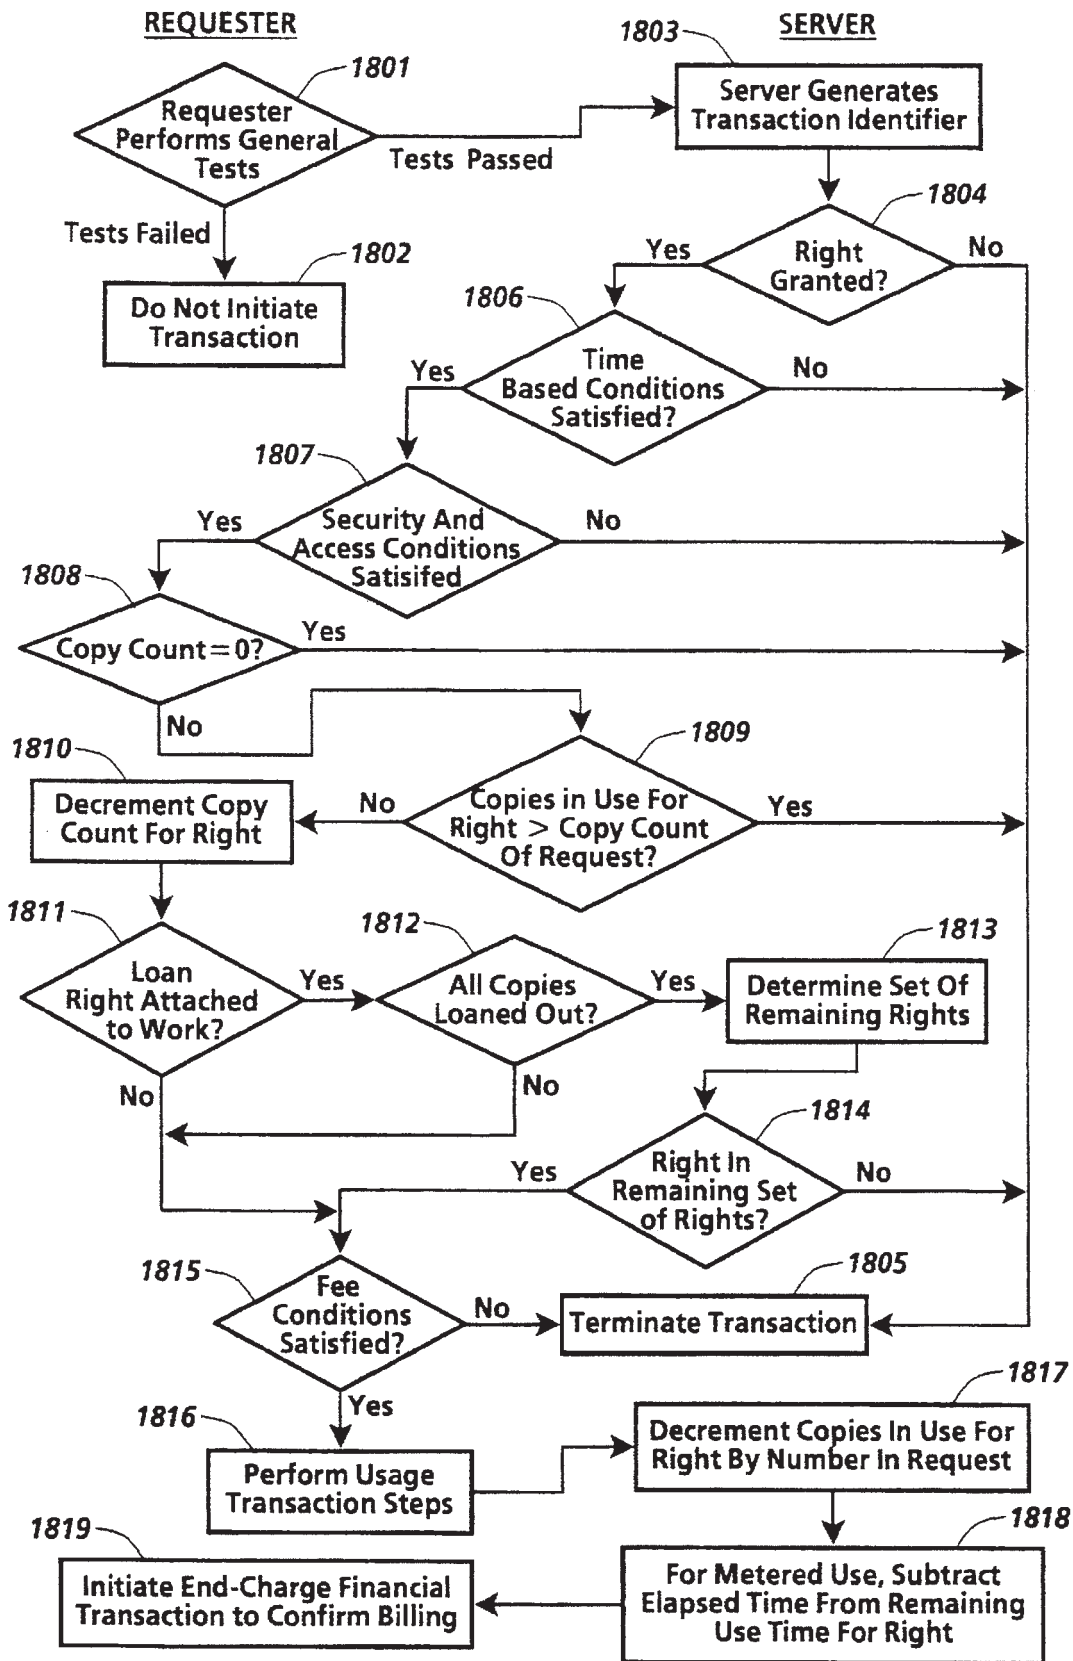 REQUESTER
SERVER
1801
1803
Requester
Performs General
Tests
Tests Passed
Server Generates
Transaction Identifier
Tests Failed
1802
Do Not Initiate
Transaction
1804
Right
Granted?
Yes
No
1806
Time
Based Conditions
Satisfied?
Yes
No
1807
Security And
Access Conditions
Satisifed
Yes
No
1808
Copy Count=0?
Yes
No
1809
Copies in Use For
Right > Copy Count
Of Request?
No
Yes
1810
Decrement Copy
Count For Right
1811
Loan
Right Attached
to Work?
Yes
No
1812
All Copies
Loaned Out?
Yes
No
1813
Determine Set Of
Remaining Rights
1814
Right In
Remaining Set
of Rights?
Yes
No
1815
Fee
Conditions
Satisfied?
No
Yes
1805
Terminate Transaction
1816
Perform Usage
Transaction Steps
1817
Decrement Copies In Use For
Right By Number In Request
1818
For Metered Use, Subtract
Elapsed Time From Remaining
Use Time For Right
1819
Initiate End-Charge Financial
Transaction to Confirm Billing